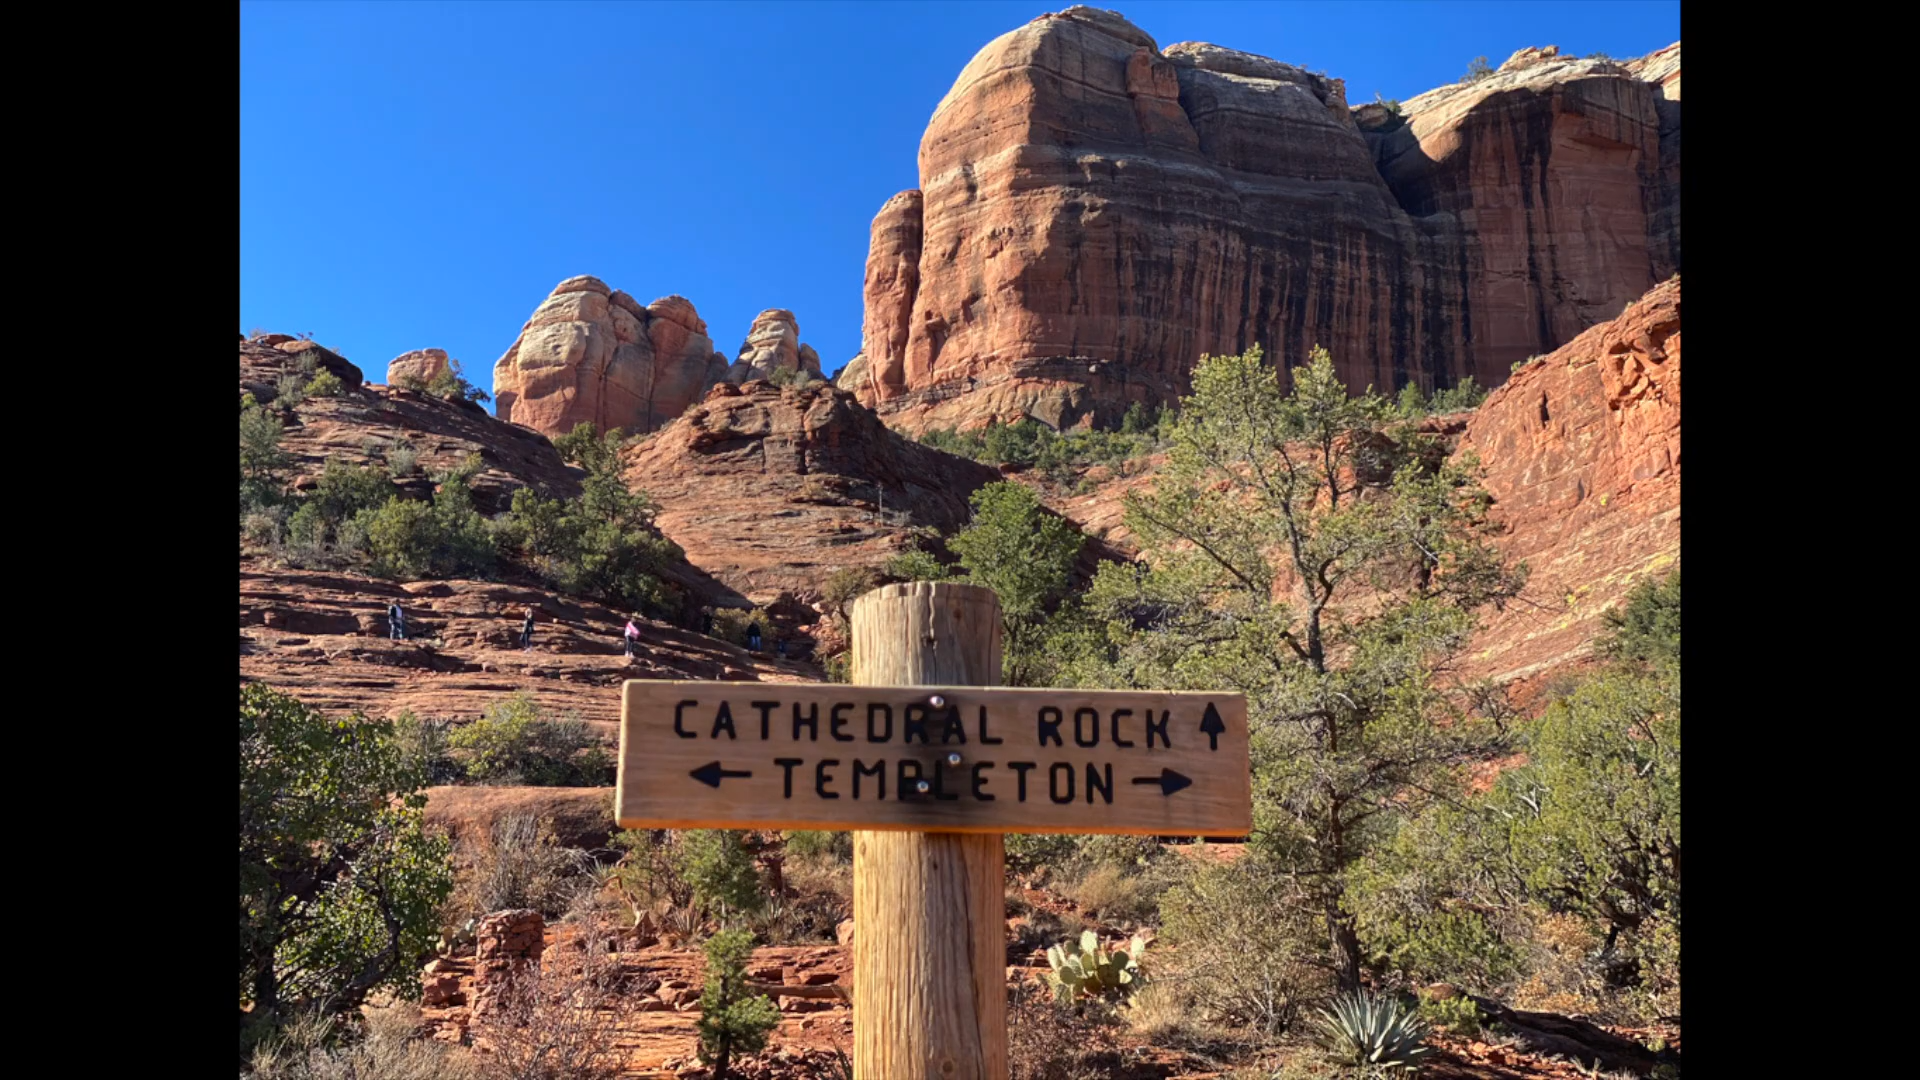 CATHEDRAL ROCK ↑
← TEMPLETON →